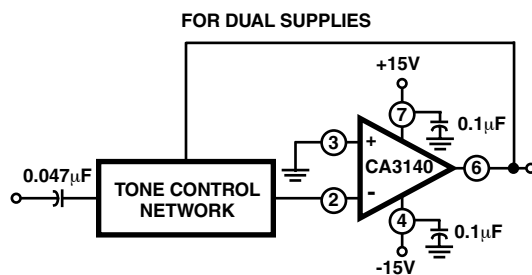 FOR DUAL SUPPLIES
+15V
7
0.1μF
3
+
CA3140
6
0.047μF
TONE CONTROL
NETWORK
2
-
4
0.1μF
-15V